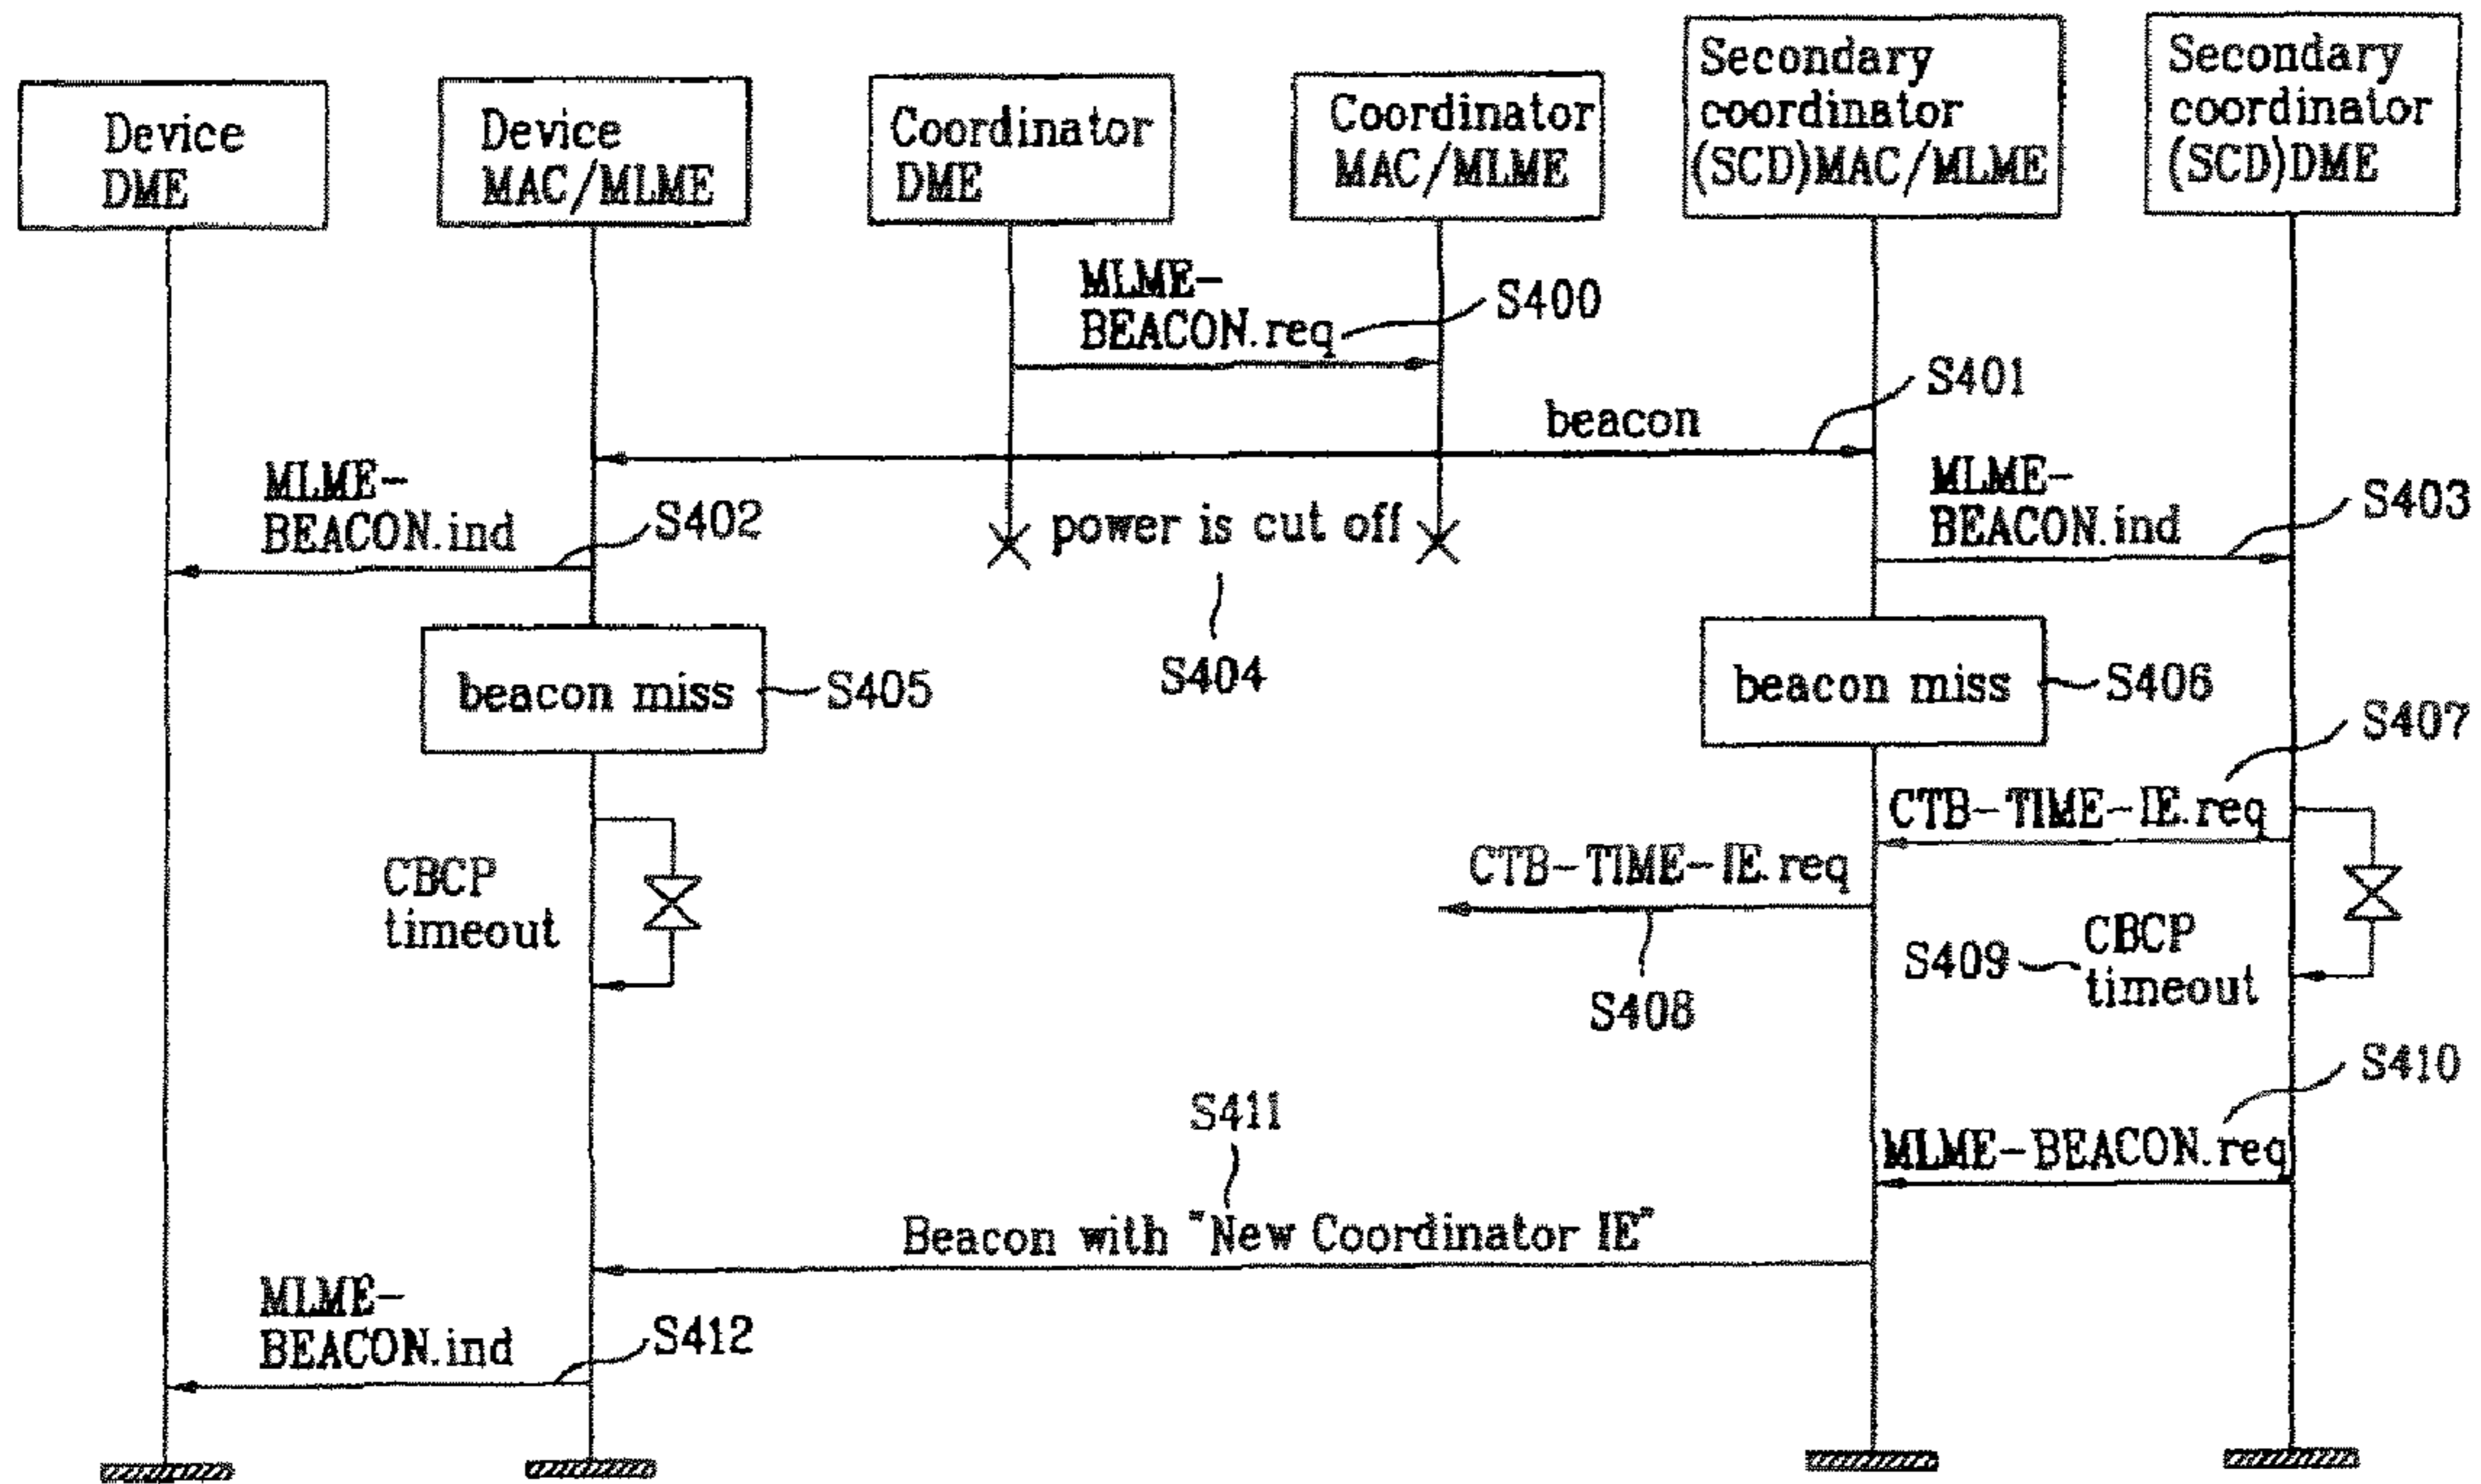 Device
DME
Device
MAC/MLME
Coordinator
DME
Coordinator
MAC/MLME
Secondary
coordinator
(SCD)MAC/MLME
Secondary
coordinator
(SCD)DME
MLME-
BEACON.req
S400
S401
beacon
MLME-
BEACON.ind
S402
power is cut off
MLME-
BEACON.ind
S403
S404
beacon miss
S405
beacon miss
S406
S407
CTB-TIME-IE.req
CTB-TIME-IE.req
S408
CBCP
timeout
S409
CBCP
timeout
S410
MLME-BEACON.req
S411
Beacon with "New Coordinator IE"
MLME-
BEACON.ind
S412